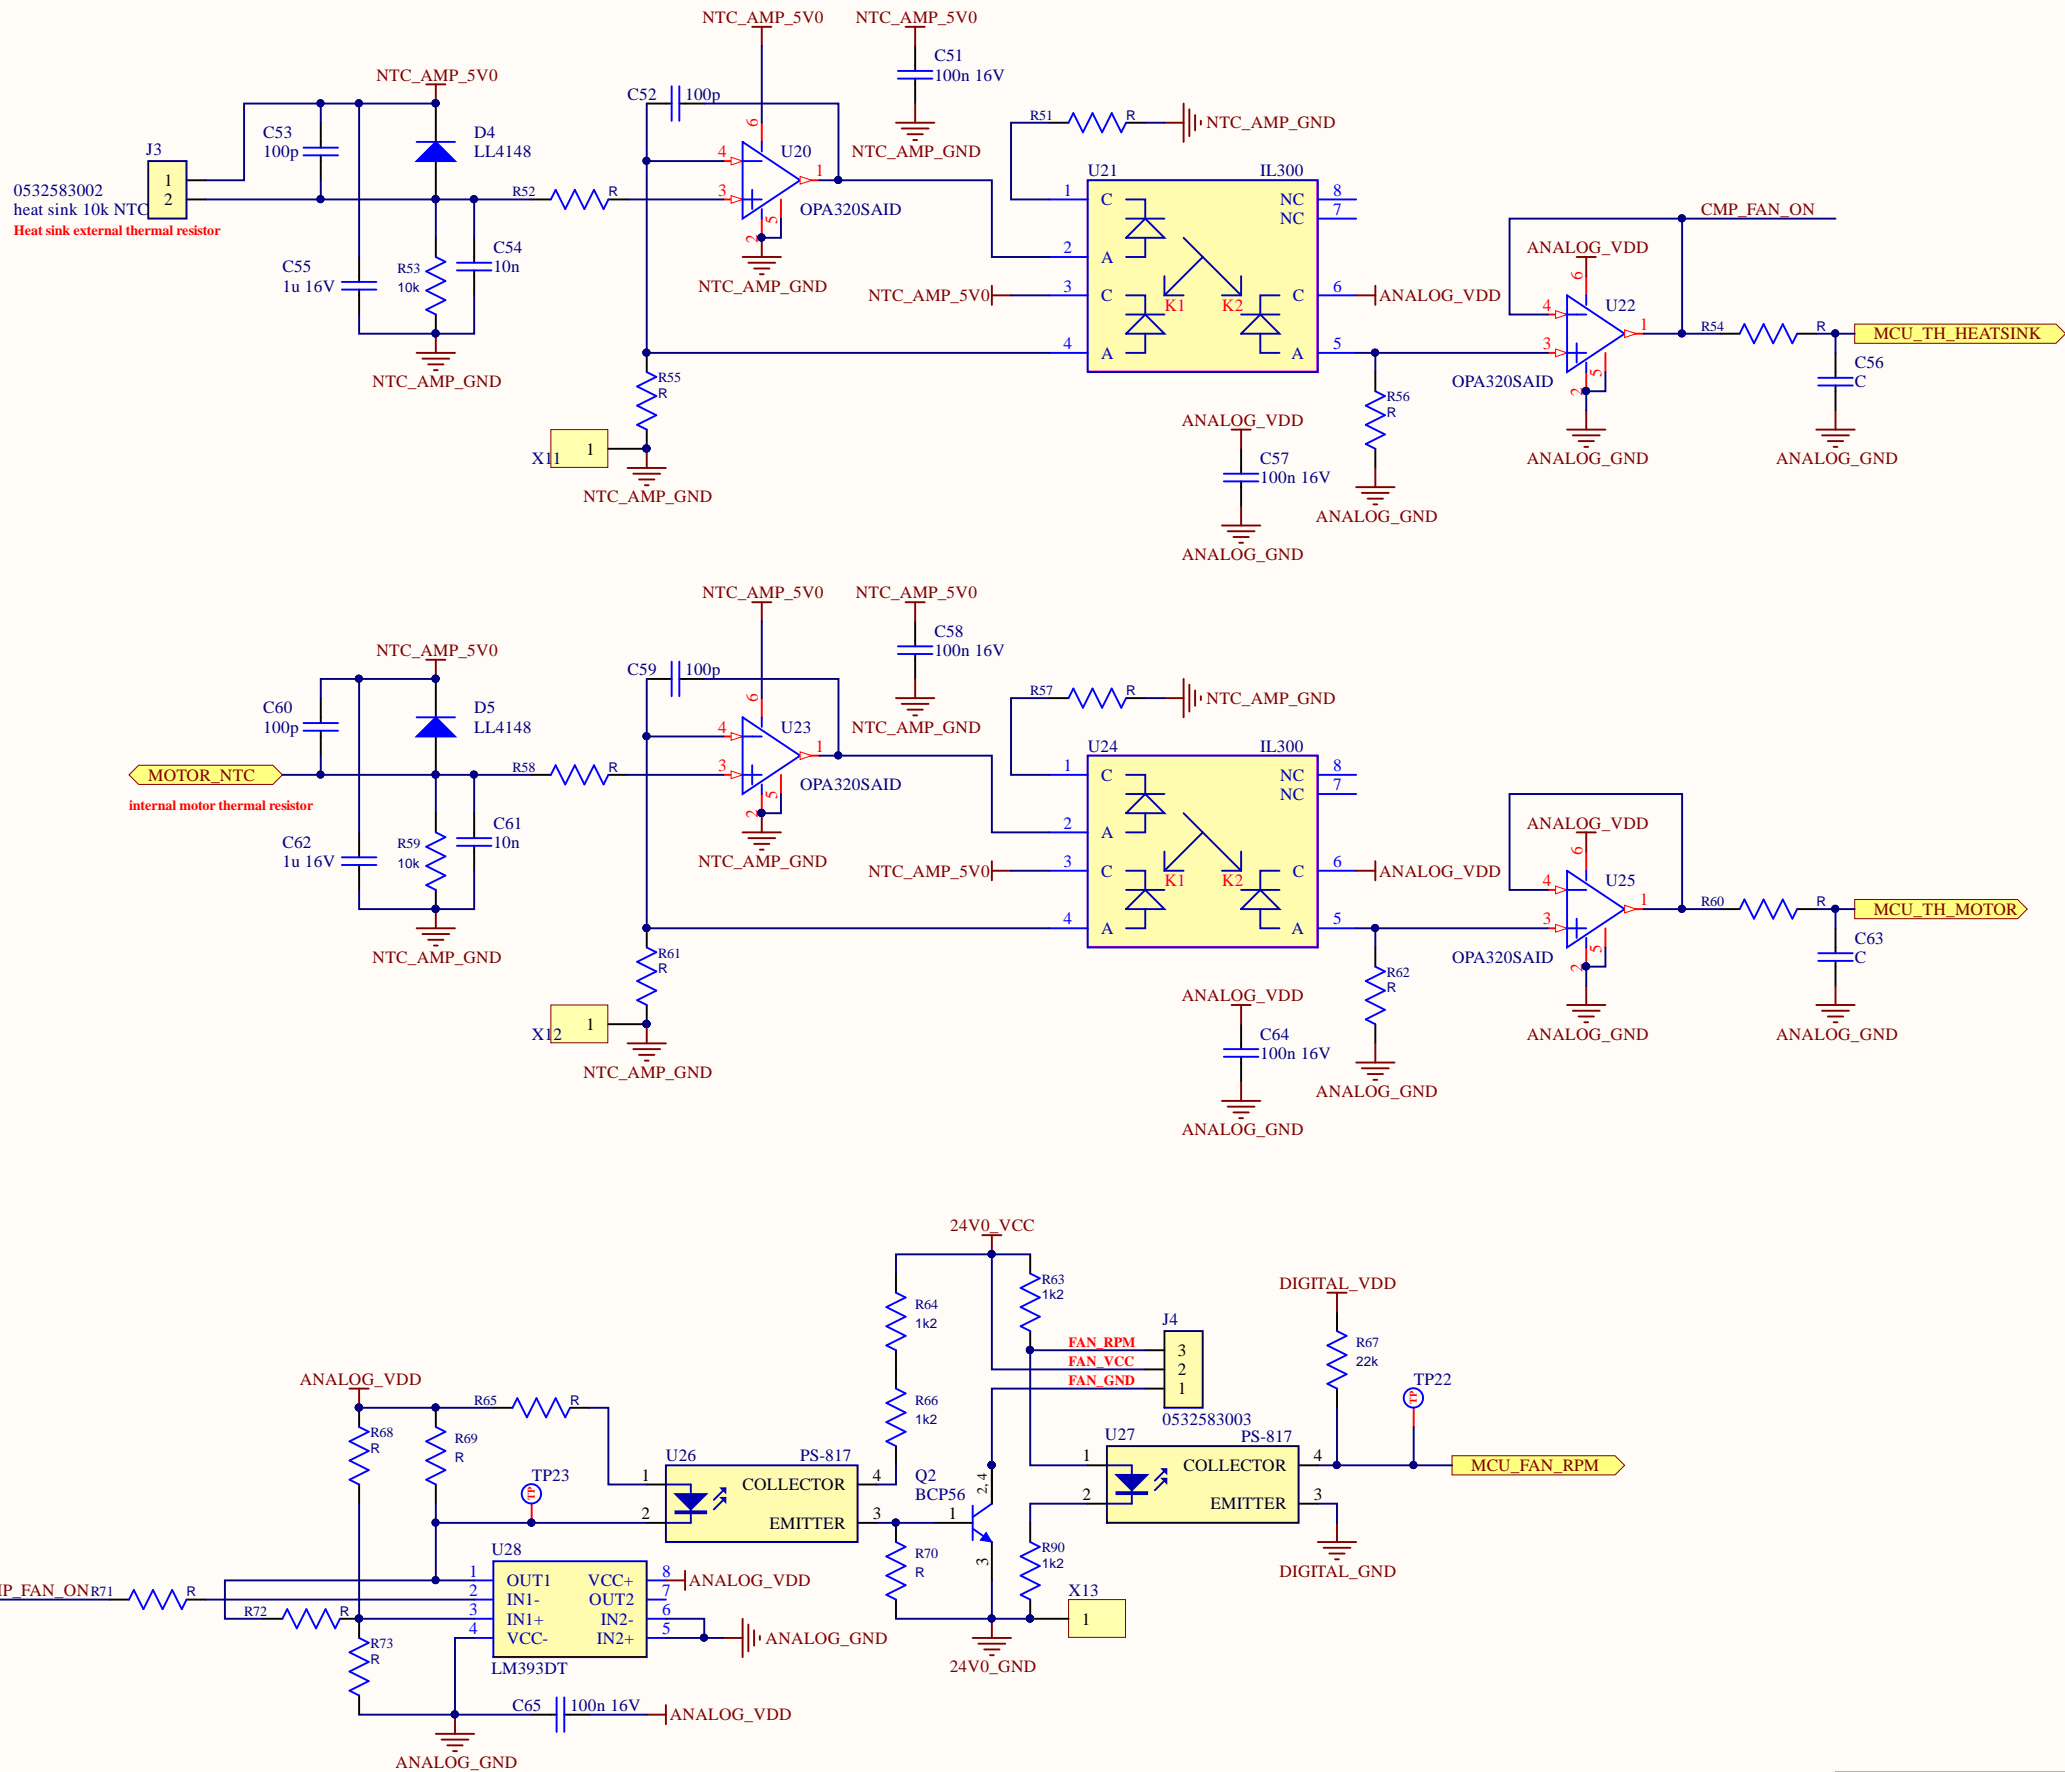 NTC_AMP_5V0
NTC_AMP_5V0
C51
100n 16V
NTC_AMP_GND
NTC_AMP_5V0
C52
100p
C53
100p
D4
LL4148
J3
1
2
0532583002
heat sink 10k NTC
Heat sink external thermal resistor
R52
R
6
4
3
1
5
2
U20
OPA320SAID
NTC_AMP_GND
C55
1u 16V
R53
10k
C54
10n
NTC_AMP_GND
R51
R
NTC_AMP_GND
U21
IL300
1
C
2
A
NTC_AMP_5V0
3
C
4
A
K1
K2
NC
8
NC
7
C
6
ANALOG_VDD
A
5
R55
R
X11
1
NTC_AMP_GND
CMP_FAN_ON
ANALOG_VDD
6
4
3
1
5
2
U22
OPA320SAID
ANALOG_GND
R54
R
MCU_TH_HEATSINK
C56
C
ANALOG_GND
R56
R
ANALOG_GND
ANALOG_VDD
C57
100n 16V
ANALOG_GND
NTC_AMP_5V0
NTC_AMP_5V0
C58
100n 16V
NTC_AMP_GND
NTC_AMP_5V0
C59
100p
C60
100p
D5
LL4148
MOTOR_NTC
internal motor thermal resistor
R58
R
6
4
3
1
5
2
U23
OPA320SAID
NTC_AMP_GND
C62
1u 16V
R59
10k
C61
10n
NTC_AMP_GND
R57
R
NTC_AMP_GND
U24
IL300
1
C
2
A
NTC_AMP_5V0
3
C
4
A
K1
K2
NC
8
NC
7
C
6
ANALOG_VDD
A
5
R61
R
X12
1
NTC_AMP_GND
ANALOG_VDD
6
4
3
1
5
2
U25
OPA320SAID
ANALOG_GND
R60
R
MCU_TH_MOTOR
C63
C
ANALOG_GND
R62
R
ANALOG_GND
ANALOG_VDD
C64
100n 16V
ANALOG_GND
24V0_VCC
R63
1k2
R64
1k2
R66
1k2
J4
FAN_RPM
3
FAN_VCC
2
FAN_GND
1
0532583003
DIGITAL_VDD
R67
22k
TP22
TP
MCU_FAN_RPM
U27
PS-817
1
2
COLLECTOR
4
EMITTER
3
DIGITAL_GND
ANALOG_VDD
R65
R
R68
R
R69
R
TP23
TP
U26
PS-817
1
2
COLLECTOR
4
EMITTER
3
Q2
BCP56
2, 4
1
3
R70
R
R90
1k2
X13
1
24V0_GND
U28
1
OUT1
2
IN1-
3
IN1+
4
VCC-
VCC+
8
ANALOG_VDD
OUT2
7
IN2-
6
IN2+
5
ANALOG_GND
LM393DT
P_FAN_ON
R71
R
R72
R
R73
R
C65
100n 16V
ANALOG_VDD
ANALOG_GND